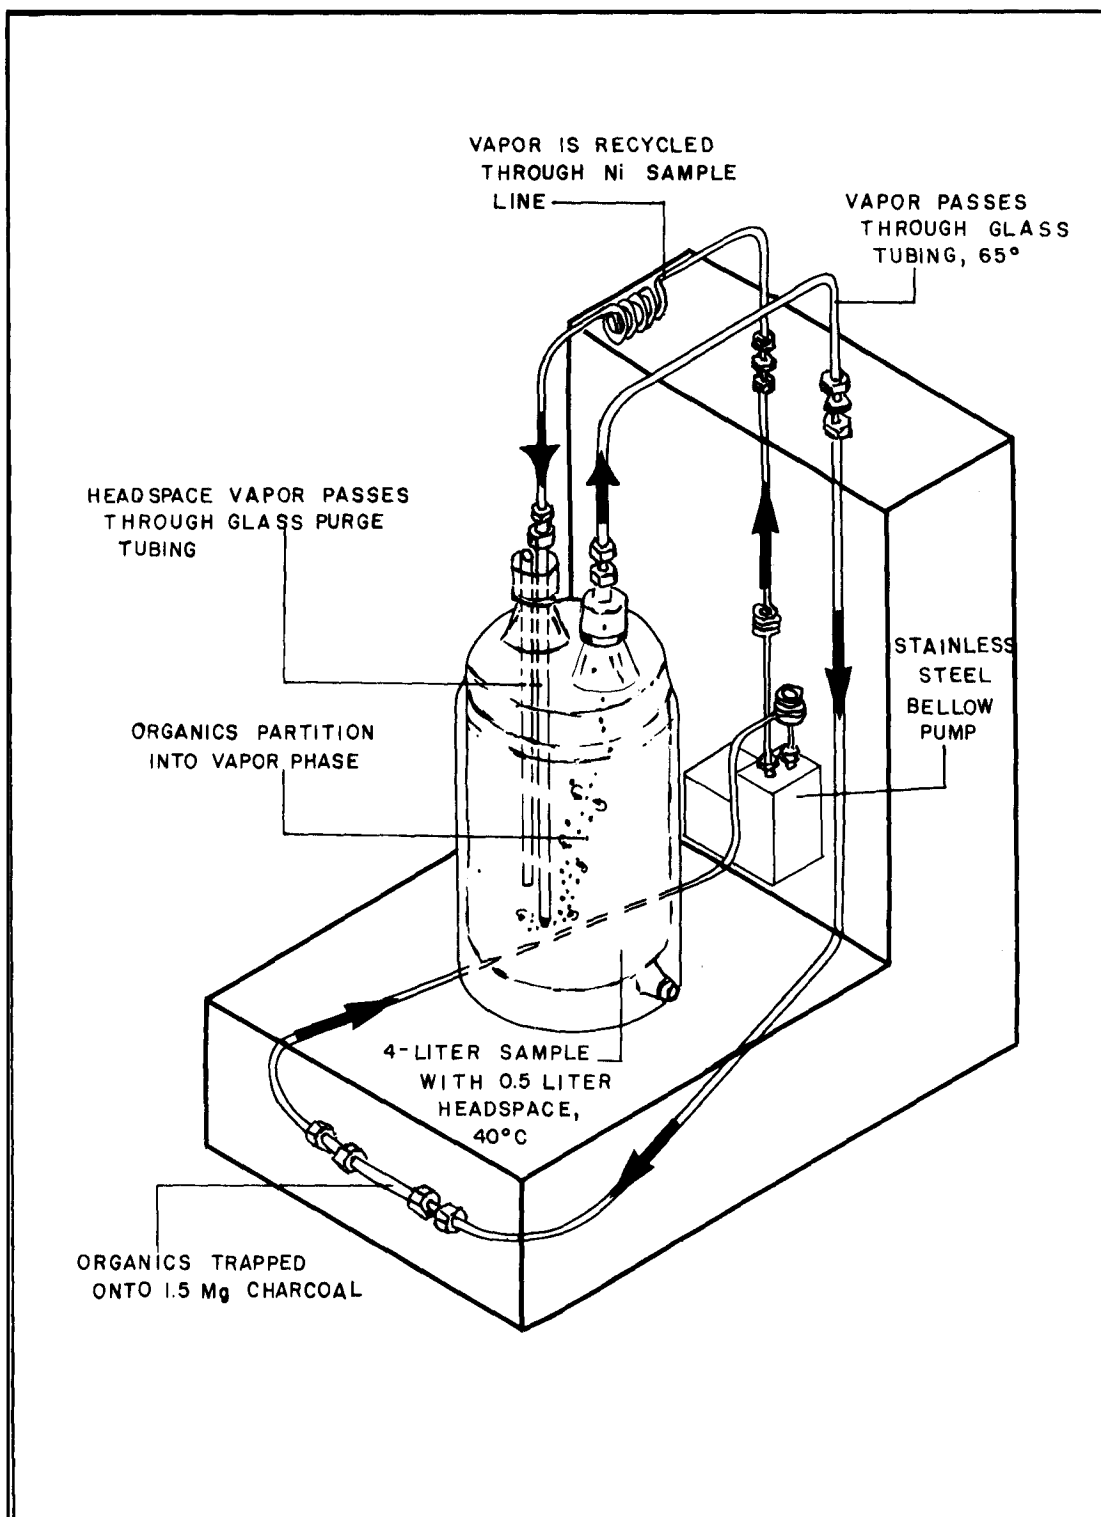 VAPOR IS RECYCLED
THROUGH Ni SAMPLE
LINE
VAPOR PASSES
THROUGH GLASS
TUBING, 65°
HEADSPACE VAPOR PASSES
THROUGH GLASS PURGE
TUBING
STAINLESS
STEEL
BELLOW
PUMP
ORGANICS PARTITION
INTO VAPOR PHASE
4-LITER SAMPLE
WITH 0.5 LITER
HEADSPACE,
40°C
ORGANICS TRAPPED
ONTO 1.5 Mg CHARCOAL